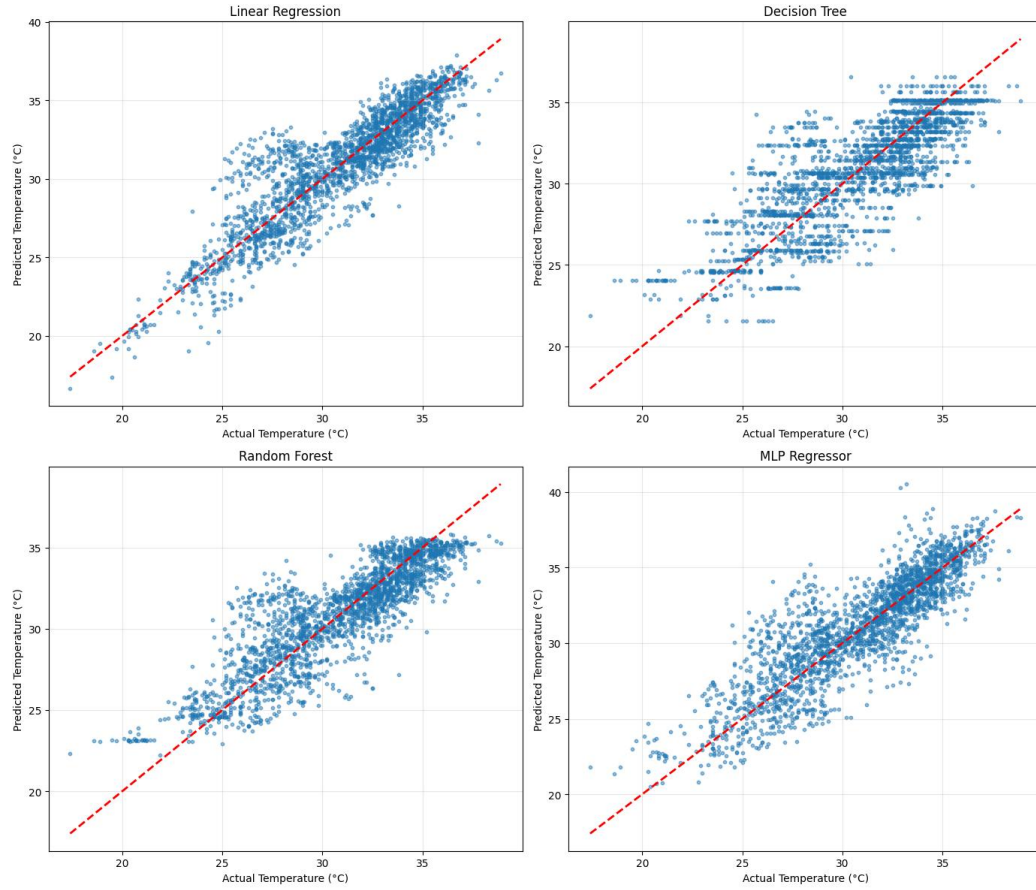 Linear Regression
40
35
30
25
20
Predicted Temperature (°C)
20 25 30 35
Actual Temperature (°C)
Decision Tree
35
30
25
20
Predicted Temperature (°C)
20 25 30 35
Actual Temperature (°C)
Random Forest
35
30
25
20
Predicted Temperature (°C)
20 25 30 35
Actual Temperature (°C)
MLP Regressor
40
35
30
25
20
Predicted Temperature (°C)
20 25 30 35
Actual Temperature (°C)